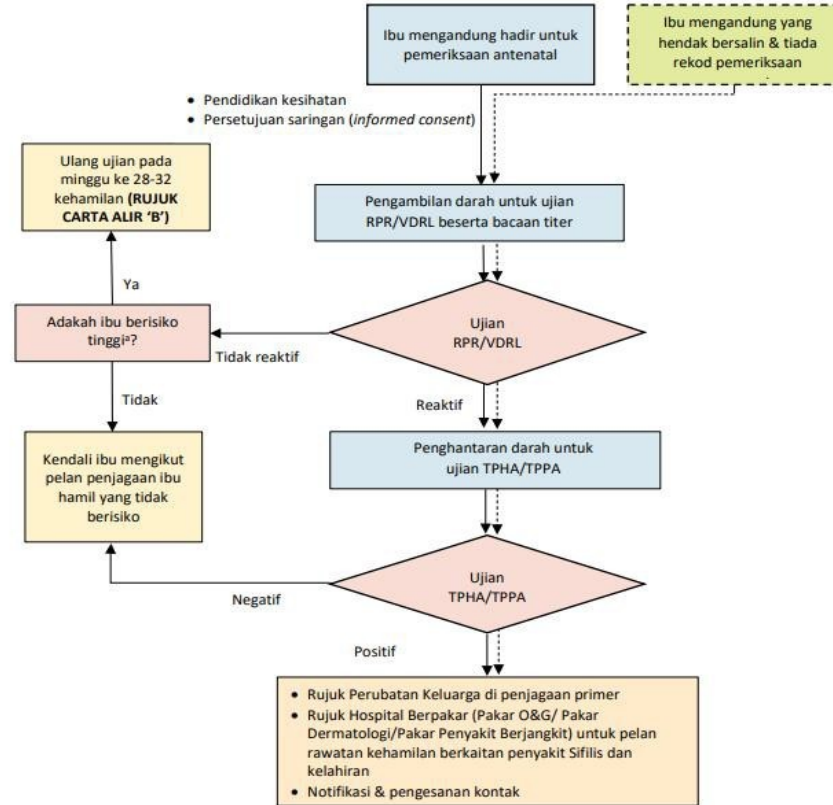 Ibu mengandung hadir untuk
pemeriksaan antenatal
Ibu mengandung yang
hendak bersalin & tiada
rekod pemeriksaan
• Pendidikan kesihatan
• Persetujuan saringan (informed consent)
Ulang ujian pada
minggu ke 28-32
kehamilan (RUJUK
CARTA ALIR ‘B’)
Pengambilan darah untuk ujian
RPR/VDRL beserta bacaan titer
Ya
Adakah ibu berisiko
tinggiᵃ?
Tidak reaktif
Ujian
RPR/VDRL
Tidak
Reaktif
Kendali ibu mengikut
pelan penjagaan ibu
hamil yang tidak
berisiko
Penghantaran darah untuk
ujian TPHA/TPPA
Negatif
Ujian
TPHA/TPPA
Positif
• Rujuk Perubatan Keluarga di penjagaan primer
• Rujuk Hospital Berpakar (Pakar O&G/ Pakar
Dermatologi/Pakar Penyakit Berjangkit) untuk pelan
rawatan kehamilan berkaitan penyakit Sifilis dan
kelahiran
• Notifikasi & pengesanan kontak